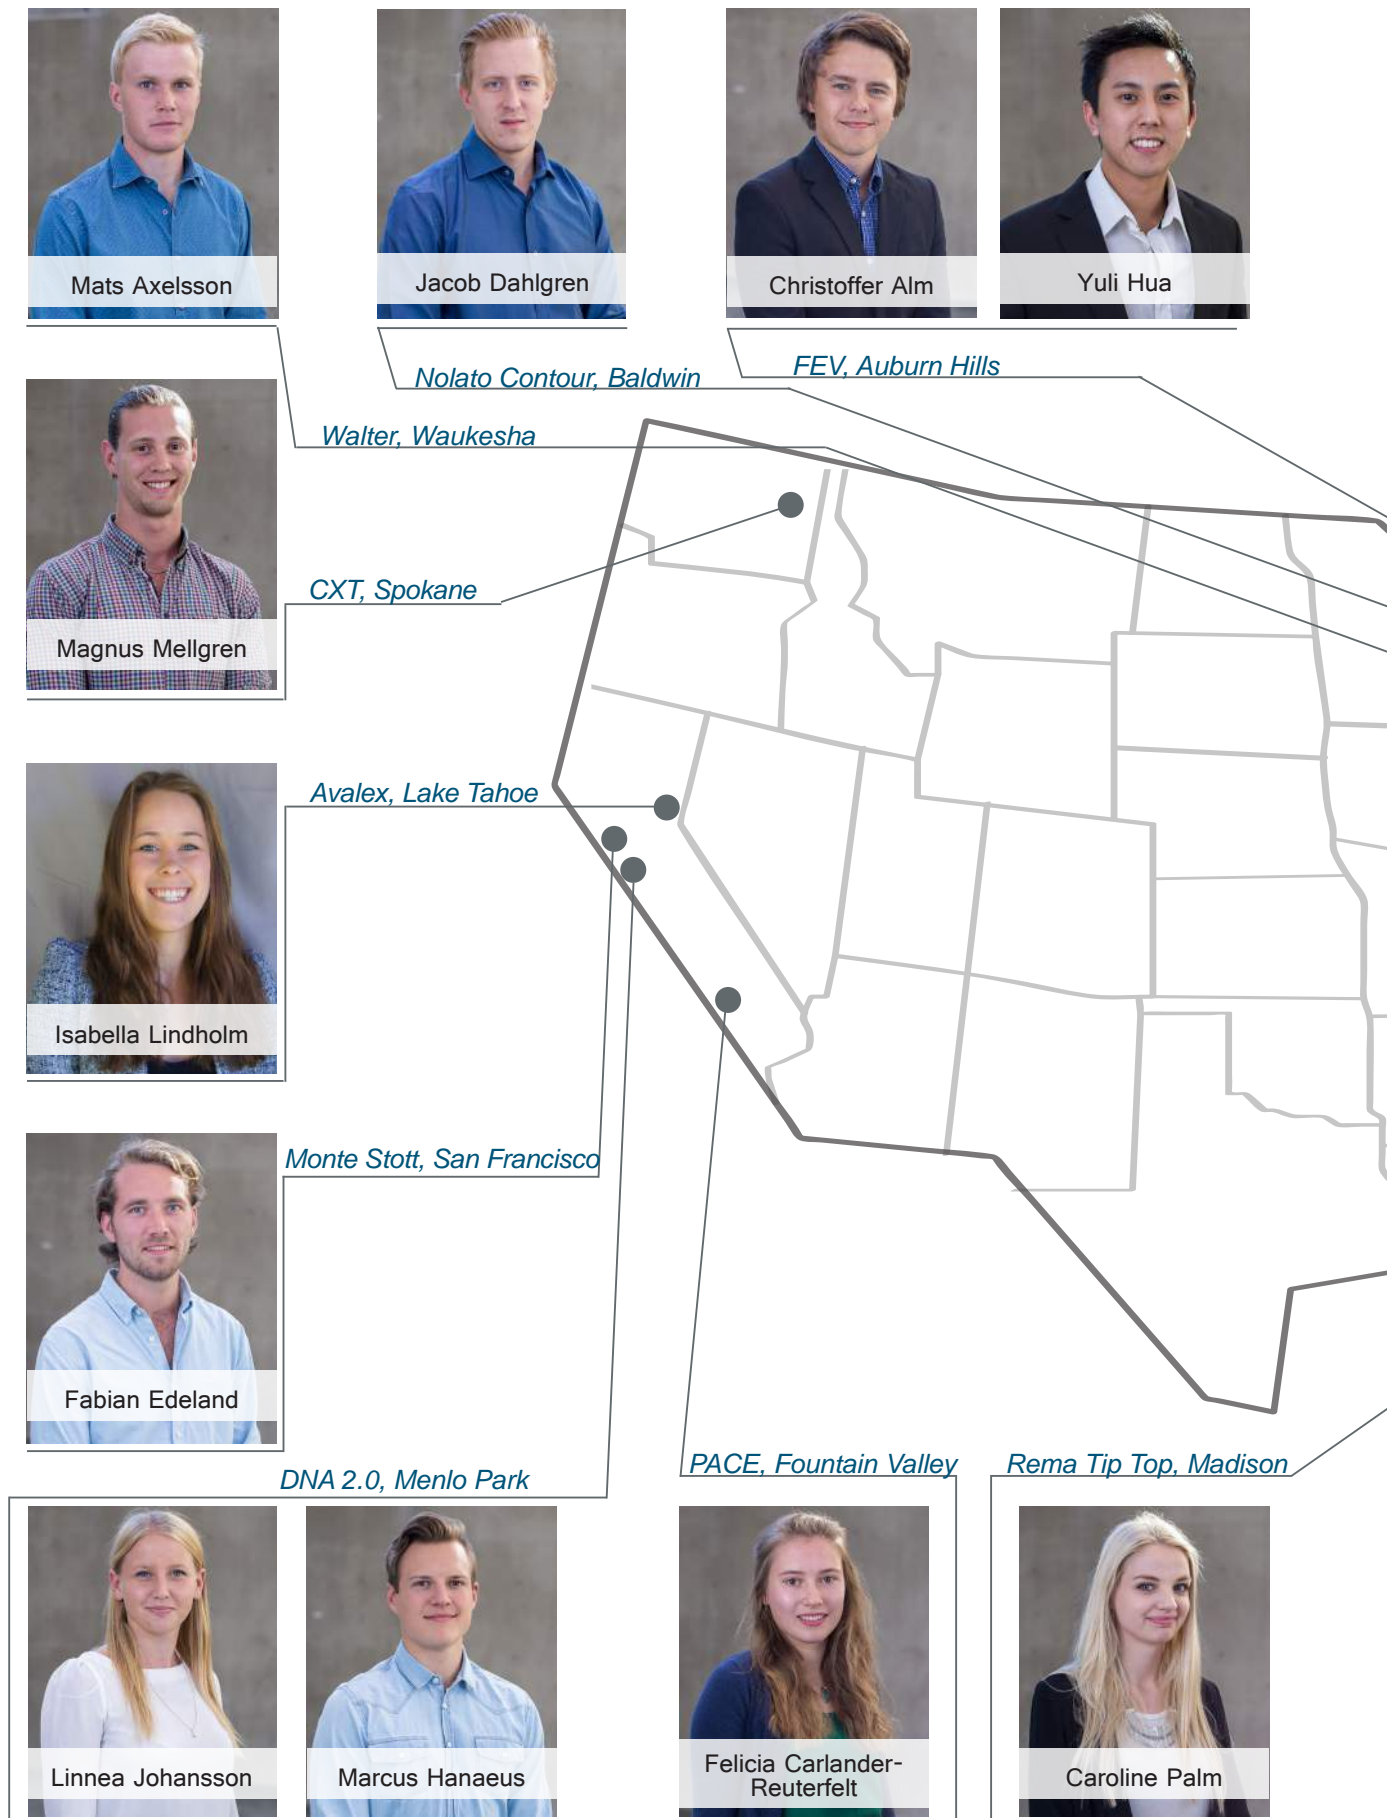 Mats Axelsson
Jacob Dahlgren
Christoffer Alm
Yuli Hua
FEV, Auburn Hills
Nolato Contour, Baldwin
Walter, Waukesha
CXT, Spokane
Magnus Mellgren
Avalex, Lake Tahoe
Isabella Lindholm
Monte Stott, San Francisco
Fabian Edeland
DNA 2.0, Menlo Park
PACE, Fountain Valley
Rema Tip Top, Madison
Linnea Johansson
Marcus Hanaeus
Felicia Carlander-
Reuterfelt
Caroline Palm